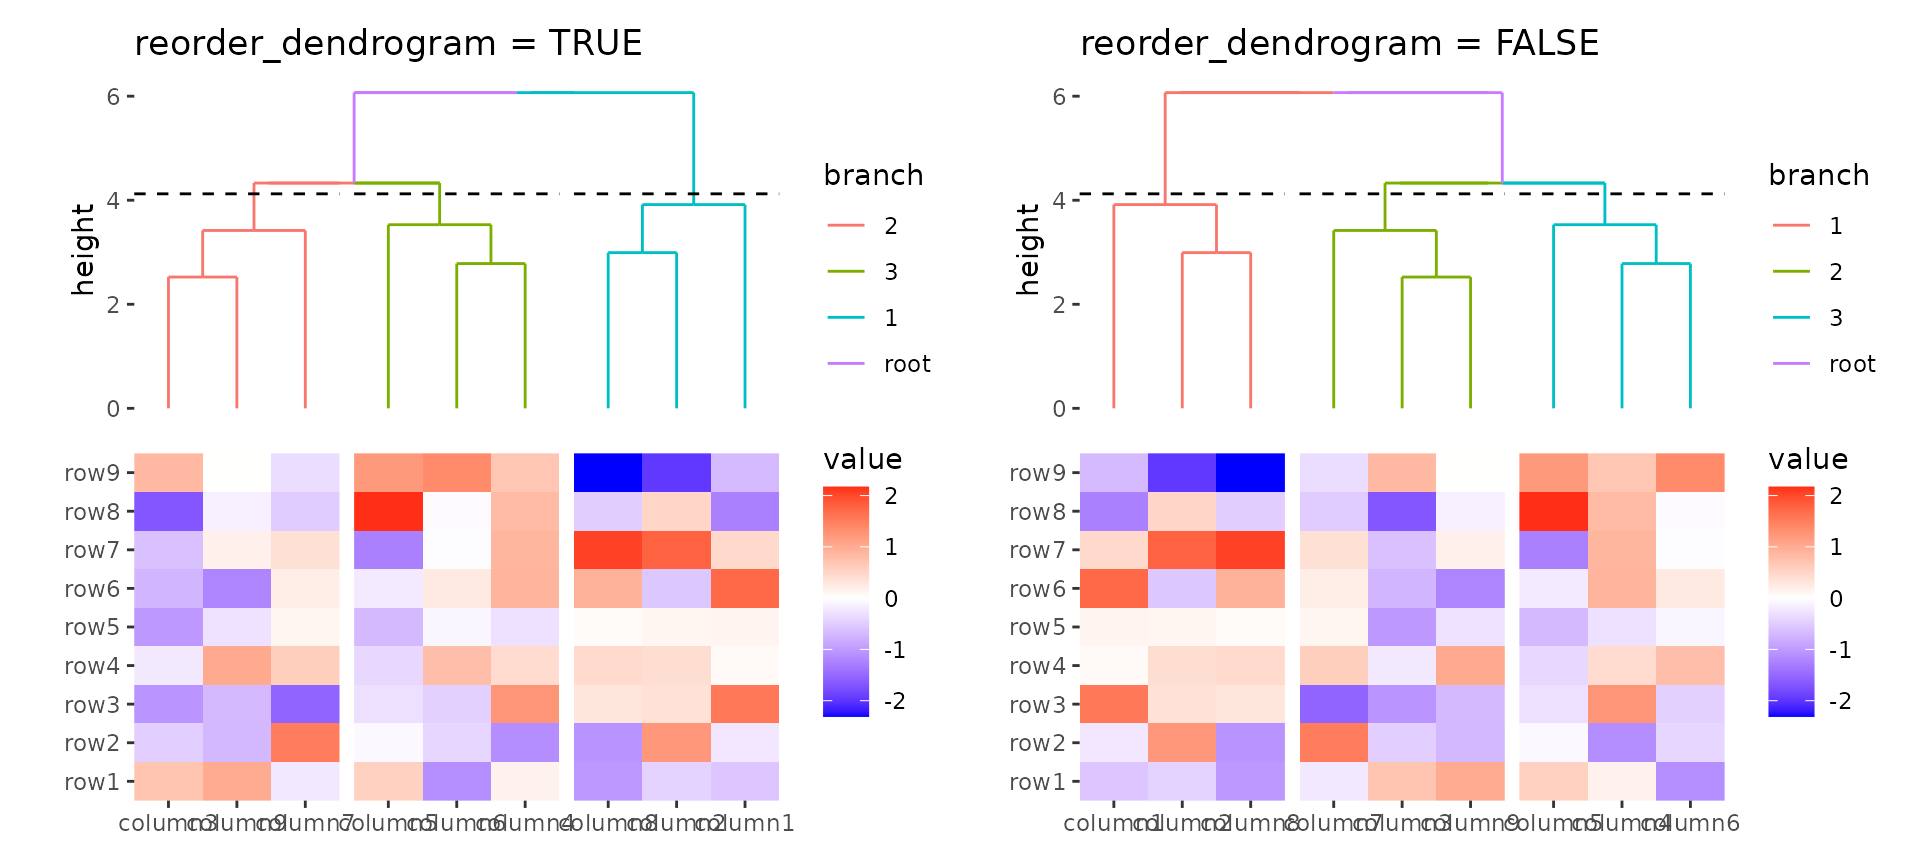 reorder_dendrogram = TRUE
6
4
2
0
height
branch
2
3
1
root
row9
row8
row7
row6
row5
row4
row3
row2
row1
column3 column9 column7 column5 column6 column4 column8 column2 column1
value
2
1
0
-1
-2
reorder_dendrogram = FALSE
6
4
2
0
height
branch
1
2
3
root
row9
row8
row7
row6
row5
row4
row3
row2
row1
column1 column2 column8 column7 column3 column9 column5 column4 column6
value
2
1
0
-1
-2